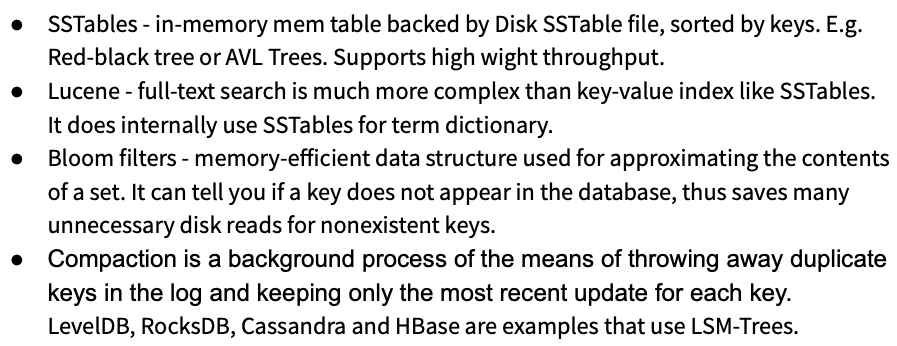 ● SSTables - in-memory mem table backed by Disk SSTable file, sorted by keys. E.g.
Red-black tree or AVL Trees. Supports high wight throughput.
● Lucene - full-text search is much more complex than key-value index like SSTables.
It does internally use SSTables for term dictionary.
● Bloom filters - memory-efficient data structure used for approximating the contents
of a set. It can tell you if a key does not appear in the database, thus saves many
unnecessary disk reads for nonexistent keys.
● Compaction is a background process of the means of throwing away duplicate
keys in the log and keeping only the most recent update for each key.
LevelDB, RocksDB, Cassandra and HBase are examples that use LSM-Trees.